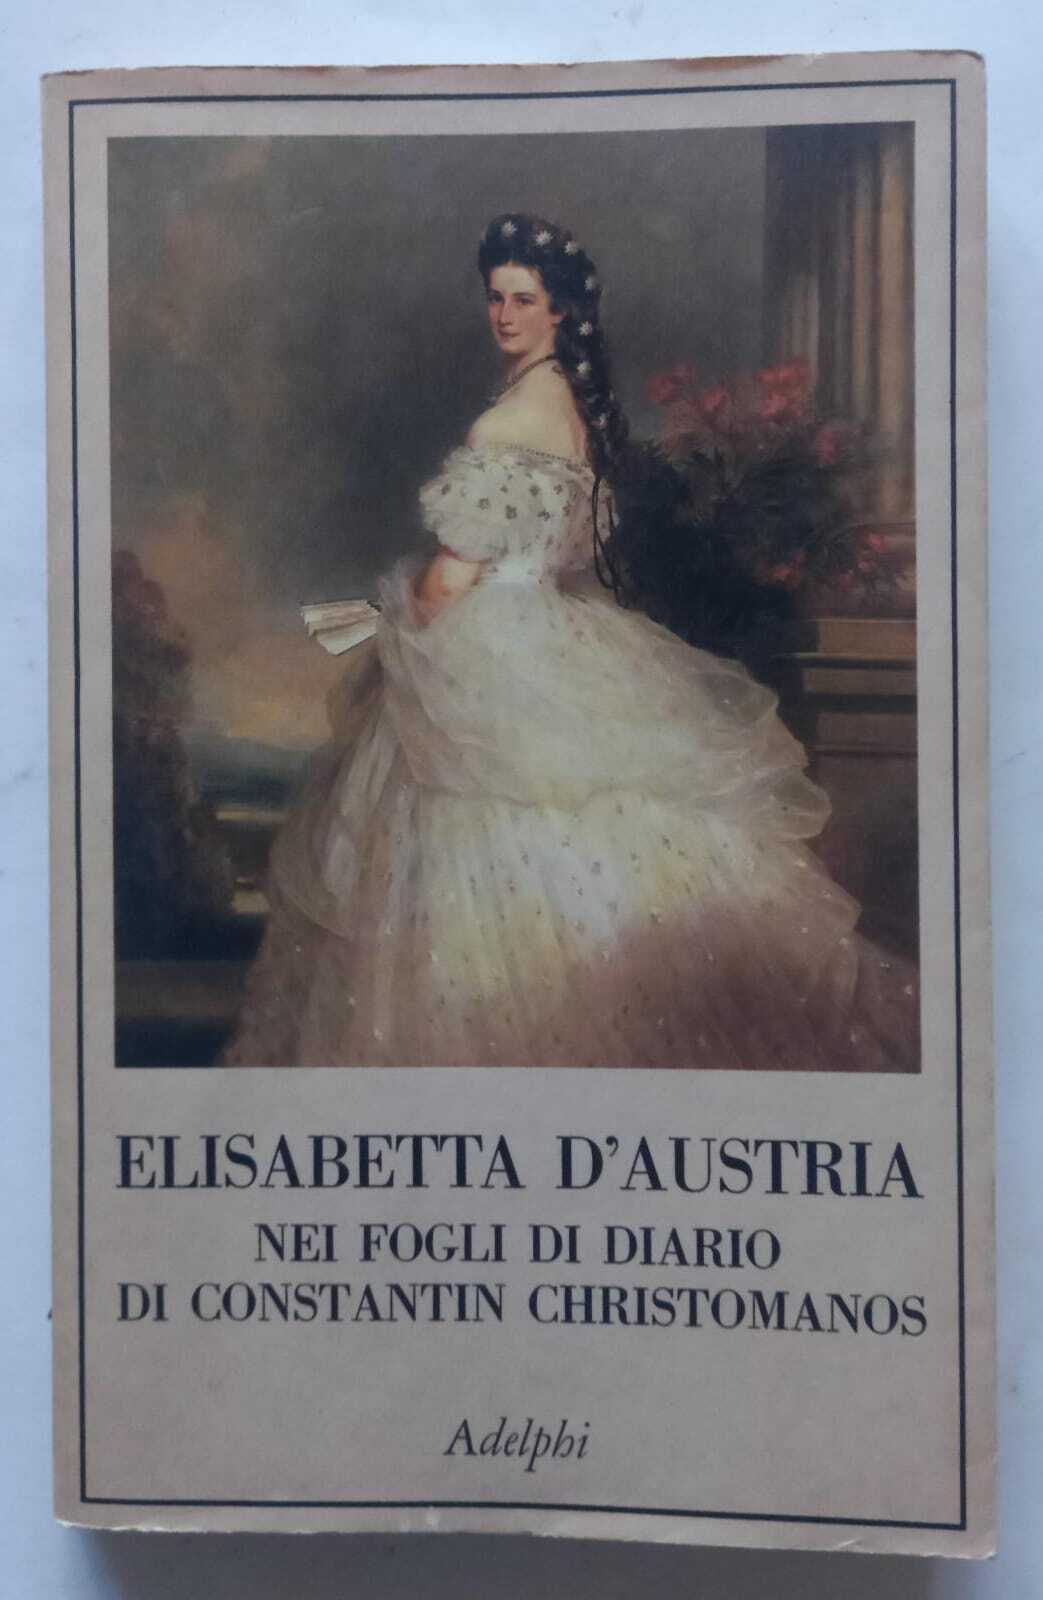 ELISABETTA D'AUSTRIA
NEI FOGLI DI DIARIO
DI CONSTANTIN CHRISTOMANOS
Adelphi